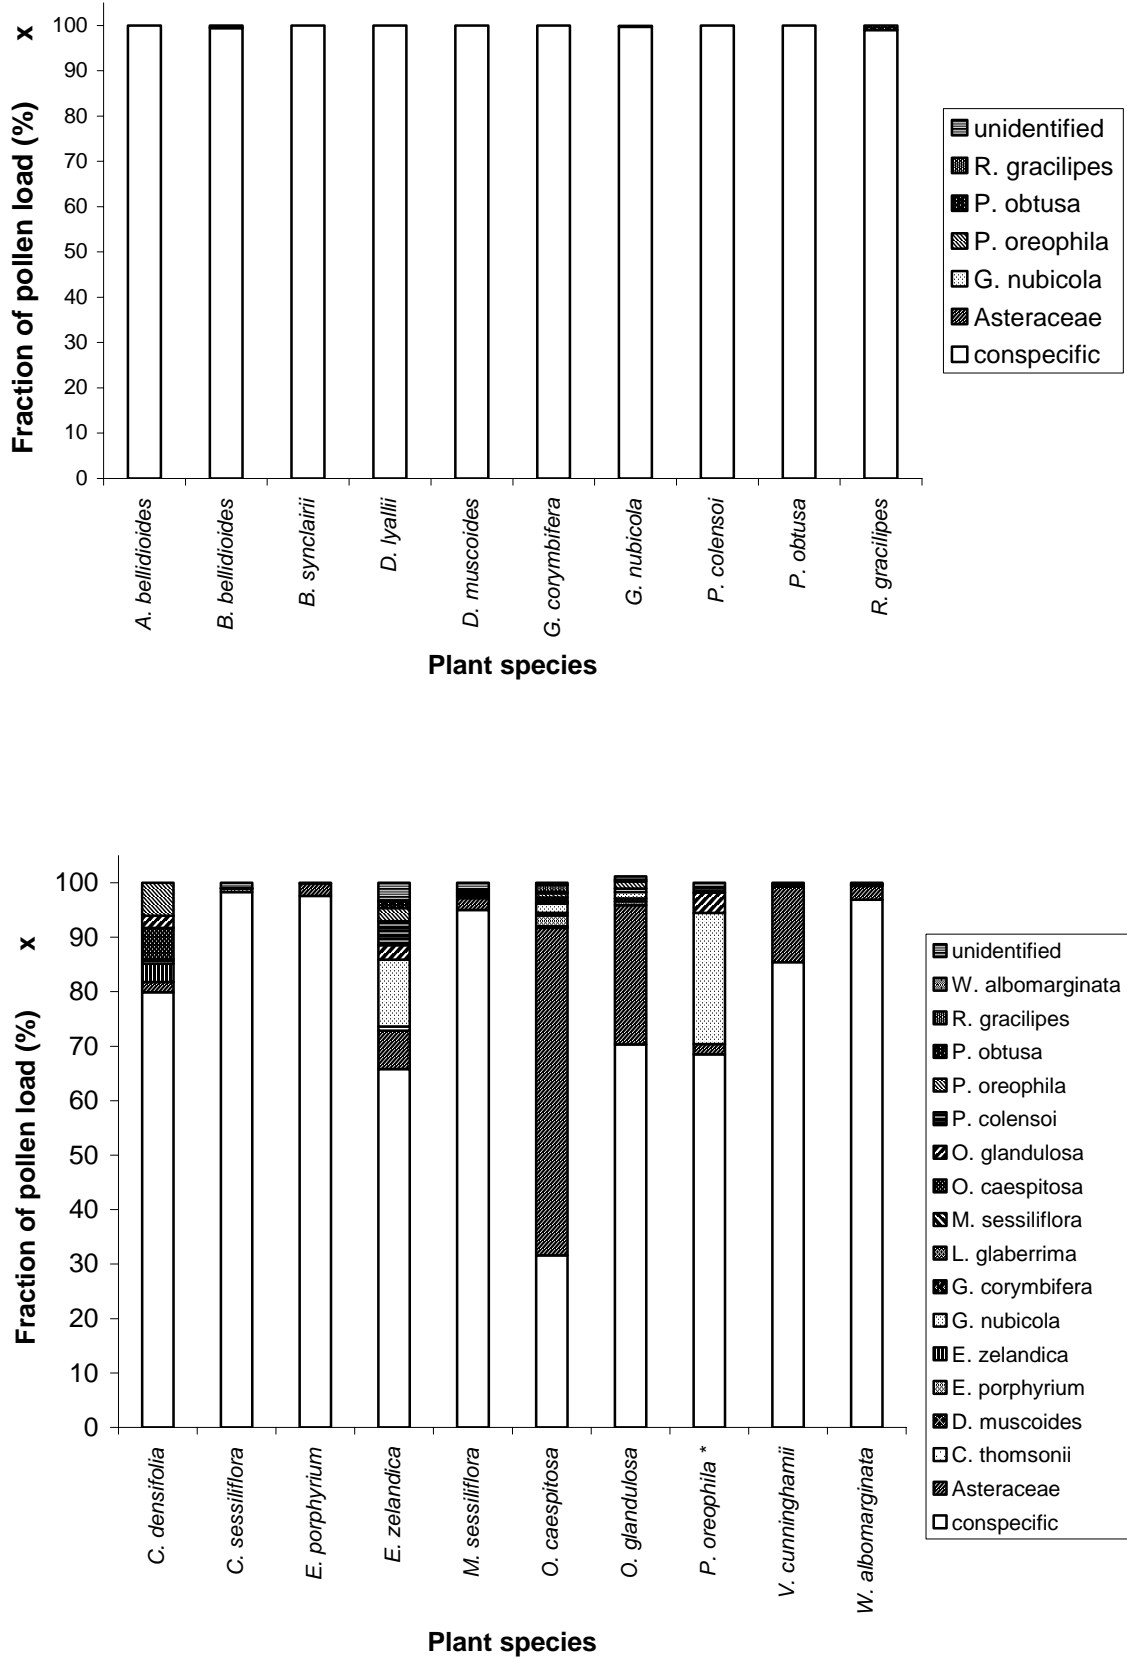 Fraction of pollen load (%) x
100
90
80
70
60
50
40
30
20
10
0
A. bellidioides
B. bellidioides
B. synclairii
D. lyallii
D. muscoides
G. corymbifera
G. nubicola
P. colensoi
P. obtusa
R. gracilipes
Plant species
unidentified
R. gracilipes
P. obtusa
P. oreophila
G. nubicola
Asteraceae
conspecific
Fraction of pollen load (%) x
100
90
80
70
60
50
40
30
20
10
0
C. densifolia
C. sessiliflora
E. porphyrium
E. zelandica
M. sessiliflora
O. caespitosa
O. glandulosa
P. oreophila *
V. cunninghamii
W. albomarginata
Plant species
unidentified
W. albomarginata
R. gracilipes
P. obtusa
P. oreophila
P. colensoi
O. glandulosa
O. caespitosa
M. sessiliflora
L. glaberrima
G. corymbifera
G. nubicola
E. zelandica
E. porphyrium
D. muscoides
C. thomsonii
Asteraceae
conspecific